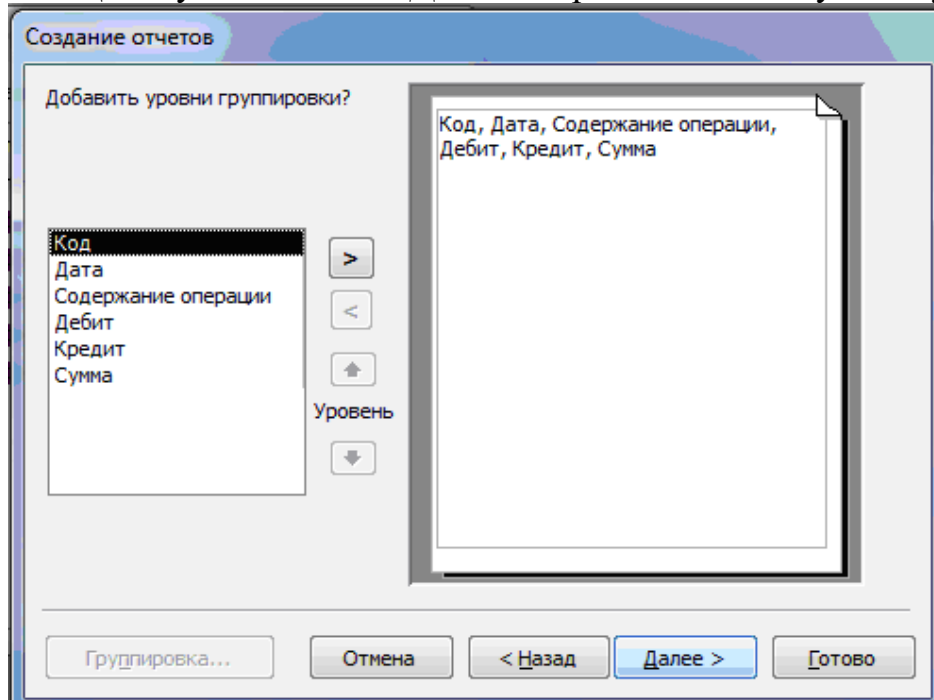 Создание отчетов
Добавить уровни группировки?
Код, Дата, Содержание операции,
Дебит, Кредит, Сумма
Код
Дата
Содержание операции
Дебит
Кредит
Сумма
>
<
Уровень
Группировка...
Отмена
< Назад
Далее >
Готово